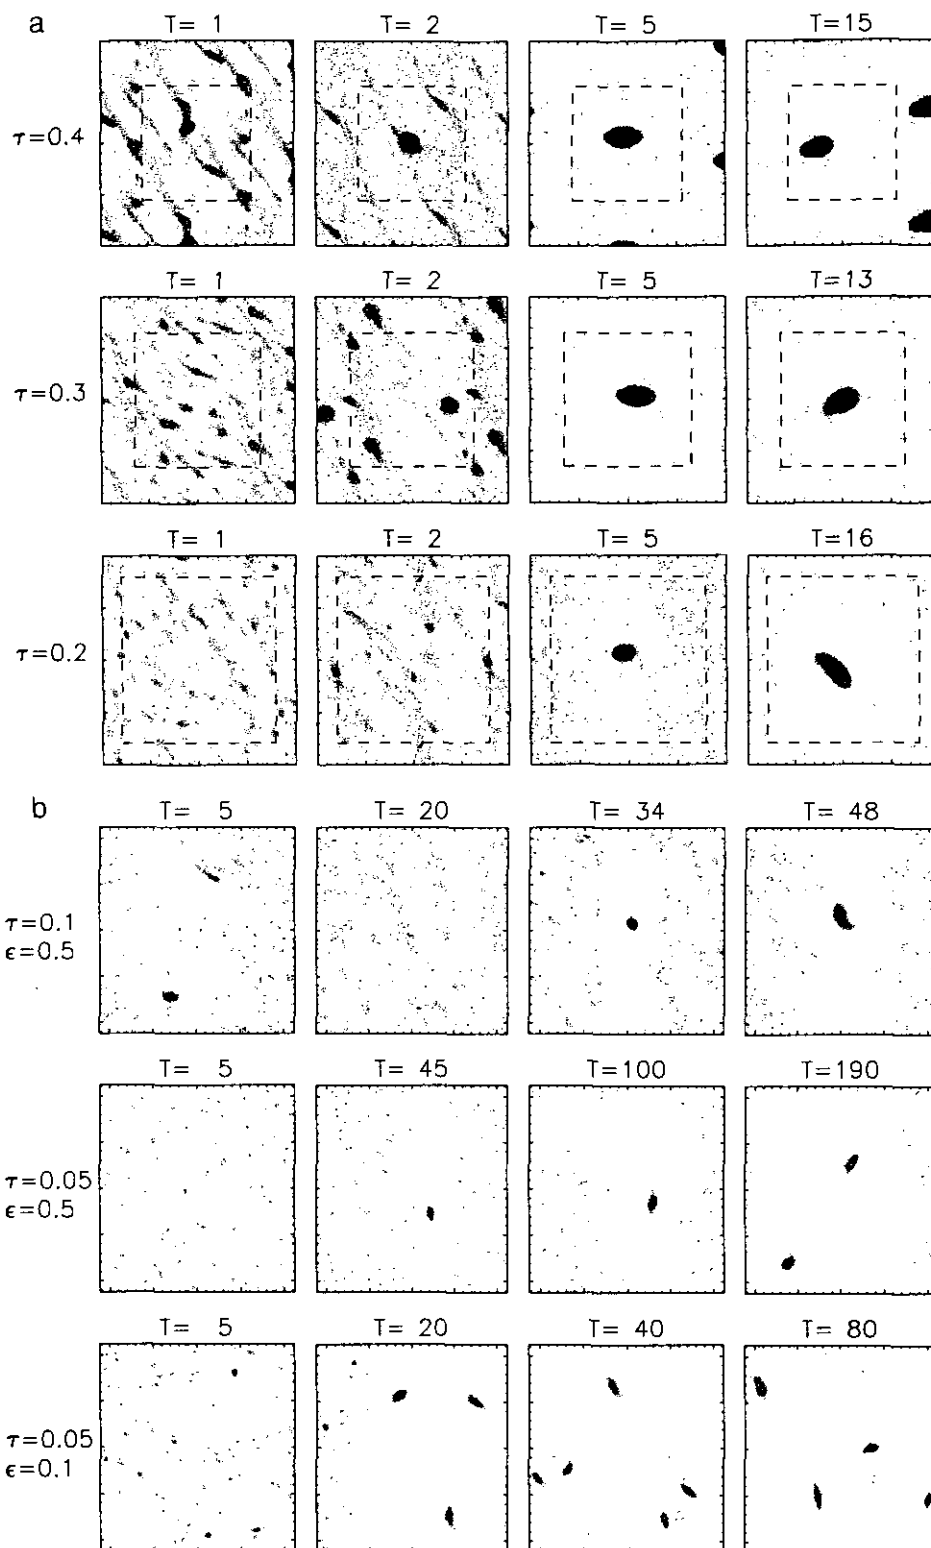 a
T= 1 T= 2 T= 5 T=15
τ=0.4
T= 1 T= 2 T= 5 T=13
τ=0.3
T= 1 T= 2 T= 5 T=16
τ=0.2
b
T= 5 T= 20 T= 34 T= 48
τ=0.1
ϵ=0.5
T= 5 T= 45 T=100 T=190
τ=0.05
ϵ=0.5
T= 5 T= 20 T= 40 T= 80
τ=0.05
ϵ=0.1